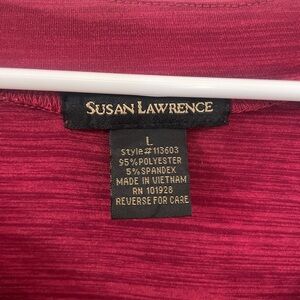 SUSAN LAWRENCE
L
Style# 113603
95% POLYESTER
5% SPANDEX
MADE IN VIETNAM
RN 101928
REVERSE FOR CARE